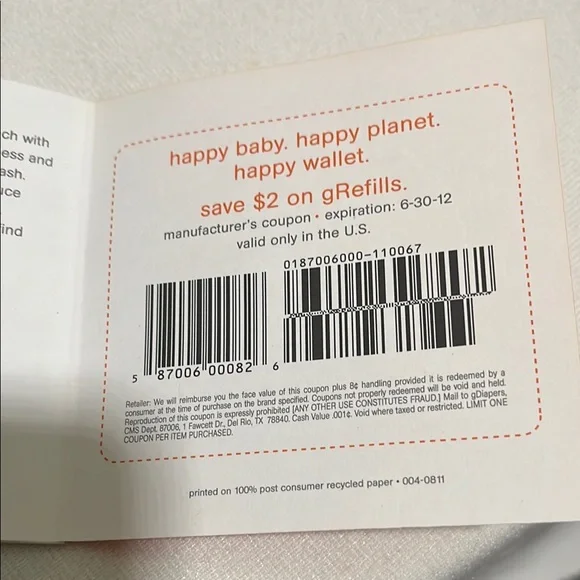 ch with
ess and
ash.
uce
find
happy baby. happy planet.
happy wallet.
save $2 on gRefills.
manufacturer's coupon • expiration: 6-30-12
valid only in the U.S.
0187006000-110067
5 87006 00082 6
Retailer: We will reimburse you the face value of this coupon plus 8¢ handling provided it is redeemed by a
consumer at the time of purchase on the brand specified. Coupons not properly redeemed will be void and held.
Reproduction of this coupon is expressly prohibited [ANY OTHER USE CONSTITUTES FRAUD.] Mail to gDiapers,
CMS Dept. 87006, 1 Fawcett Dr., Del Rio, TX 78840. Cash Value .001¢. Void where taxed or restricted. LIMIT ONE
COUPON PER ITEM PURCHASED.
printed on 100% post consumer recycled paper • 004-0811